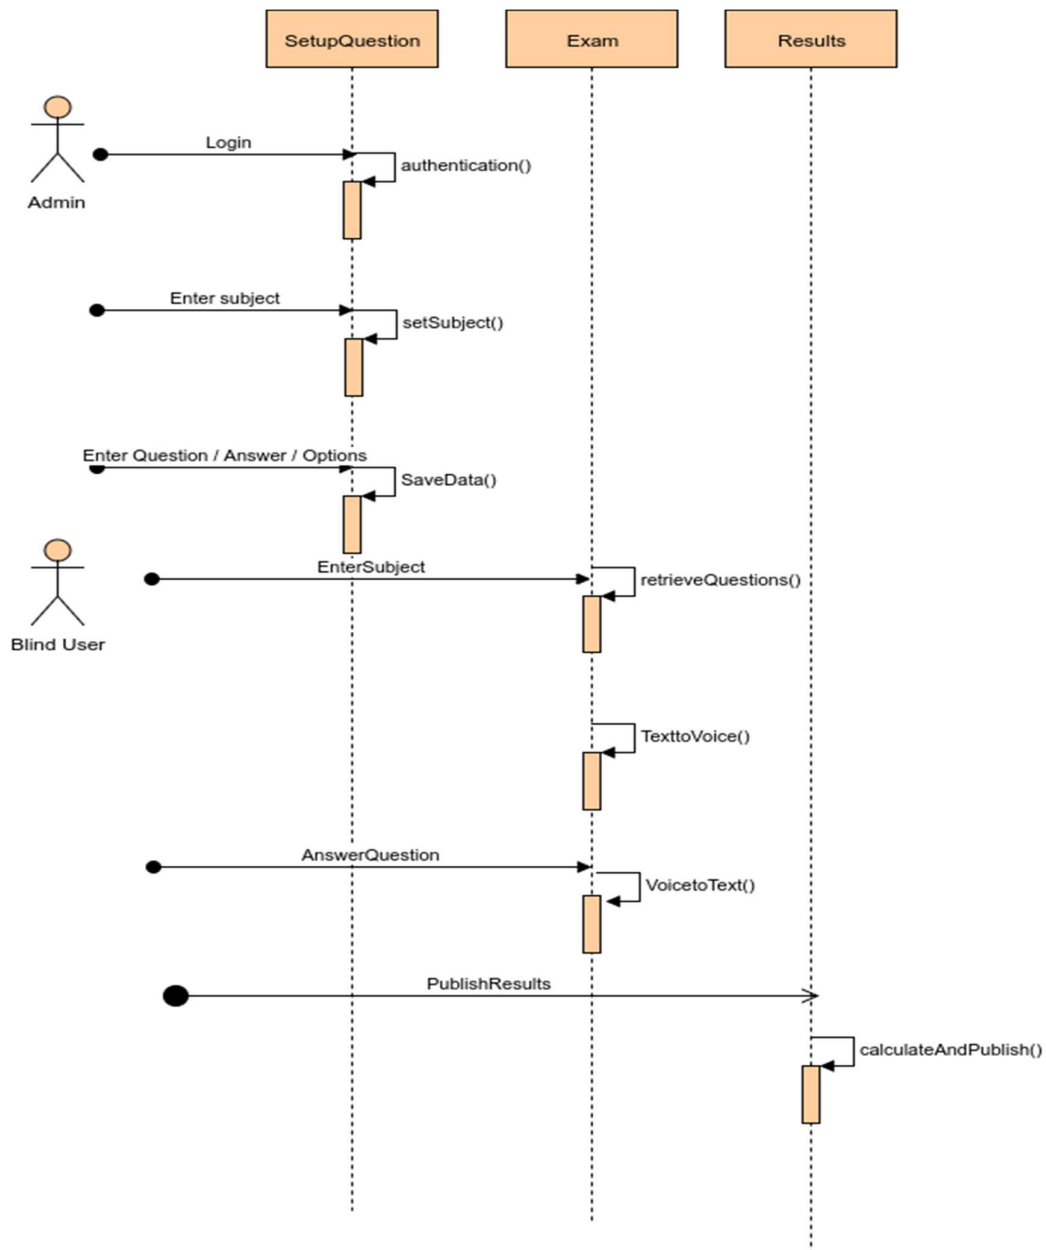 SetupQuestion
Exam
Results
Login
authentication()
Admin
Enter subject
setSubject()
Enter Question / Answer / Options
SaveData()
EnterSubject
retrieveQuestions()
Blind User
TexttoVoice()
AnswerQuestion
VoicetoText()
PublishResults
calculateAndPublish()